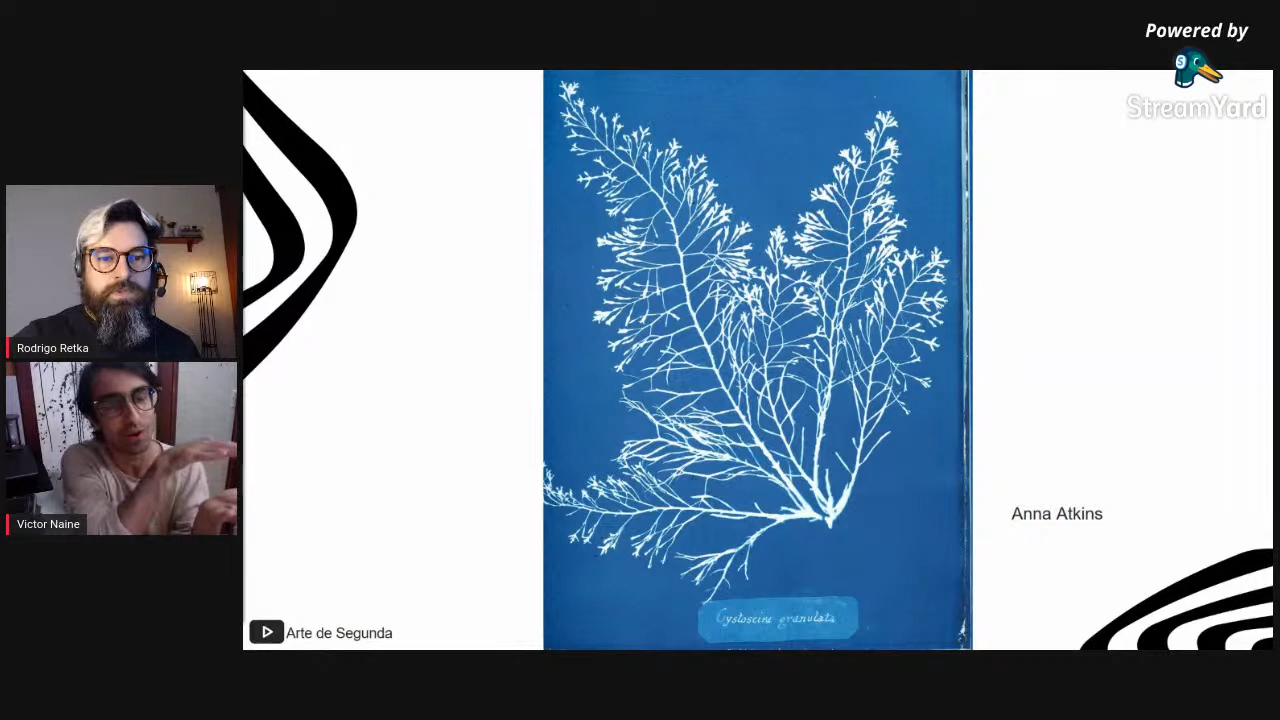 Powered by
StreamYard
Rodrigo Retka
Victor Naine
Anna Atkins
Cystoseira granulata
Arte de Segunda